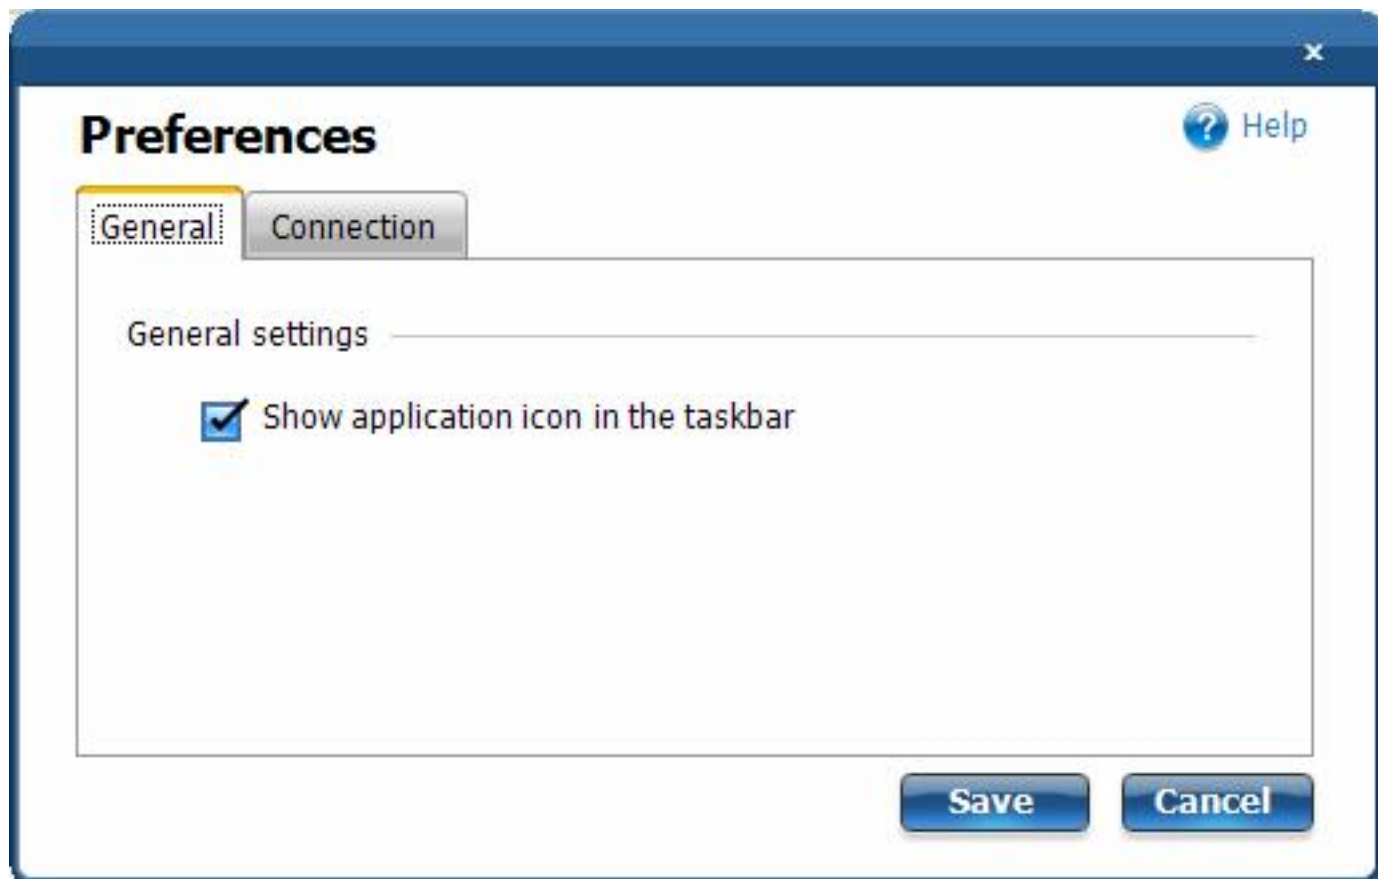 Preferences
Help
General
Connection
General settings
Show application icon in the taskbar
Save
Cancel